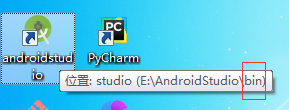 androidstud
io
PyCharm
位置: studio (E:\AndroidStudio\bin)